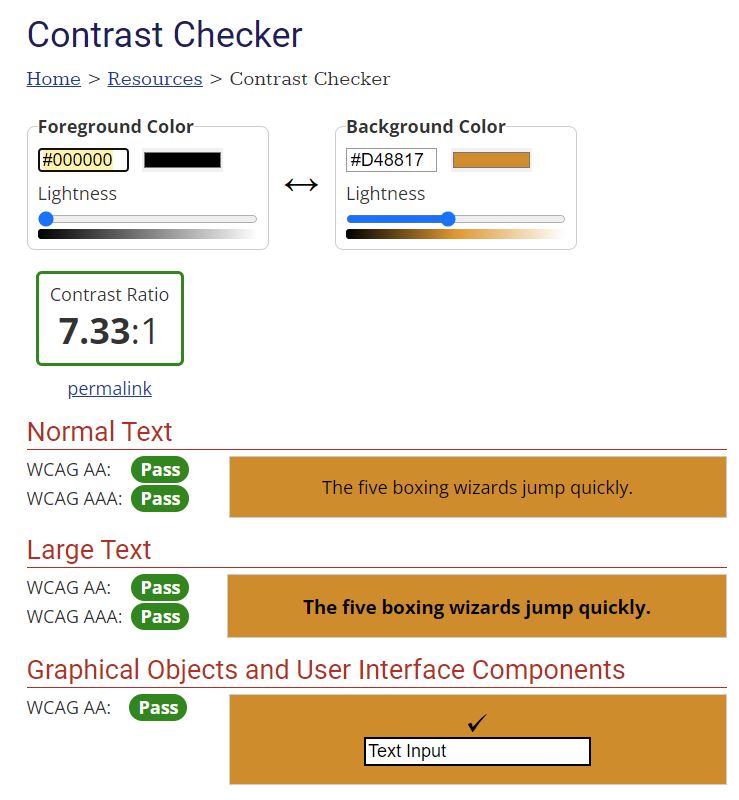 Contrast Checker
Home > Resources > Contrast Checker
Foreground Color
#000000
Lightness
Background Color
#D48817
Lightness
Contrast Ratio
7.33:1
permalink
Normal Text
WCAG AA: Pass
WCAG AAA: Pass
The five boxing wizards jump quickly.
Large Text
WCAG AA: Pass
WCAG AAA: Pass
The five boxing wizards jump quickly.
Graphical Objects and User Interface Components
WCAG AA: Pass
Text Input